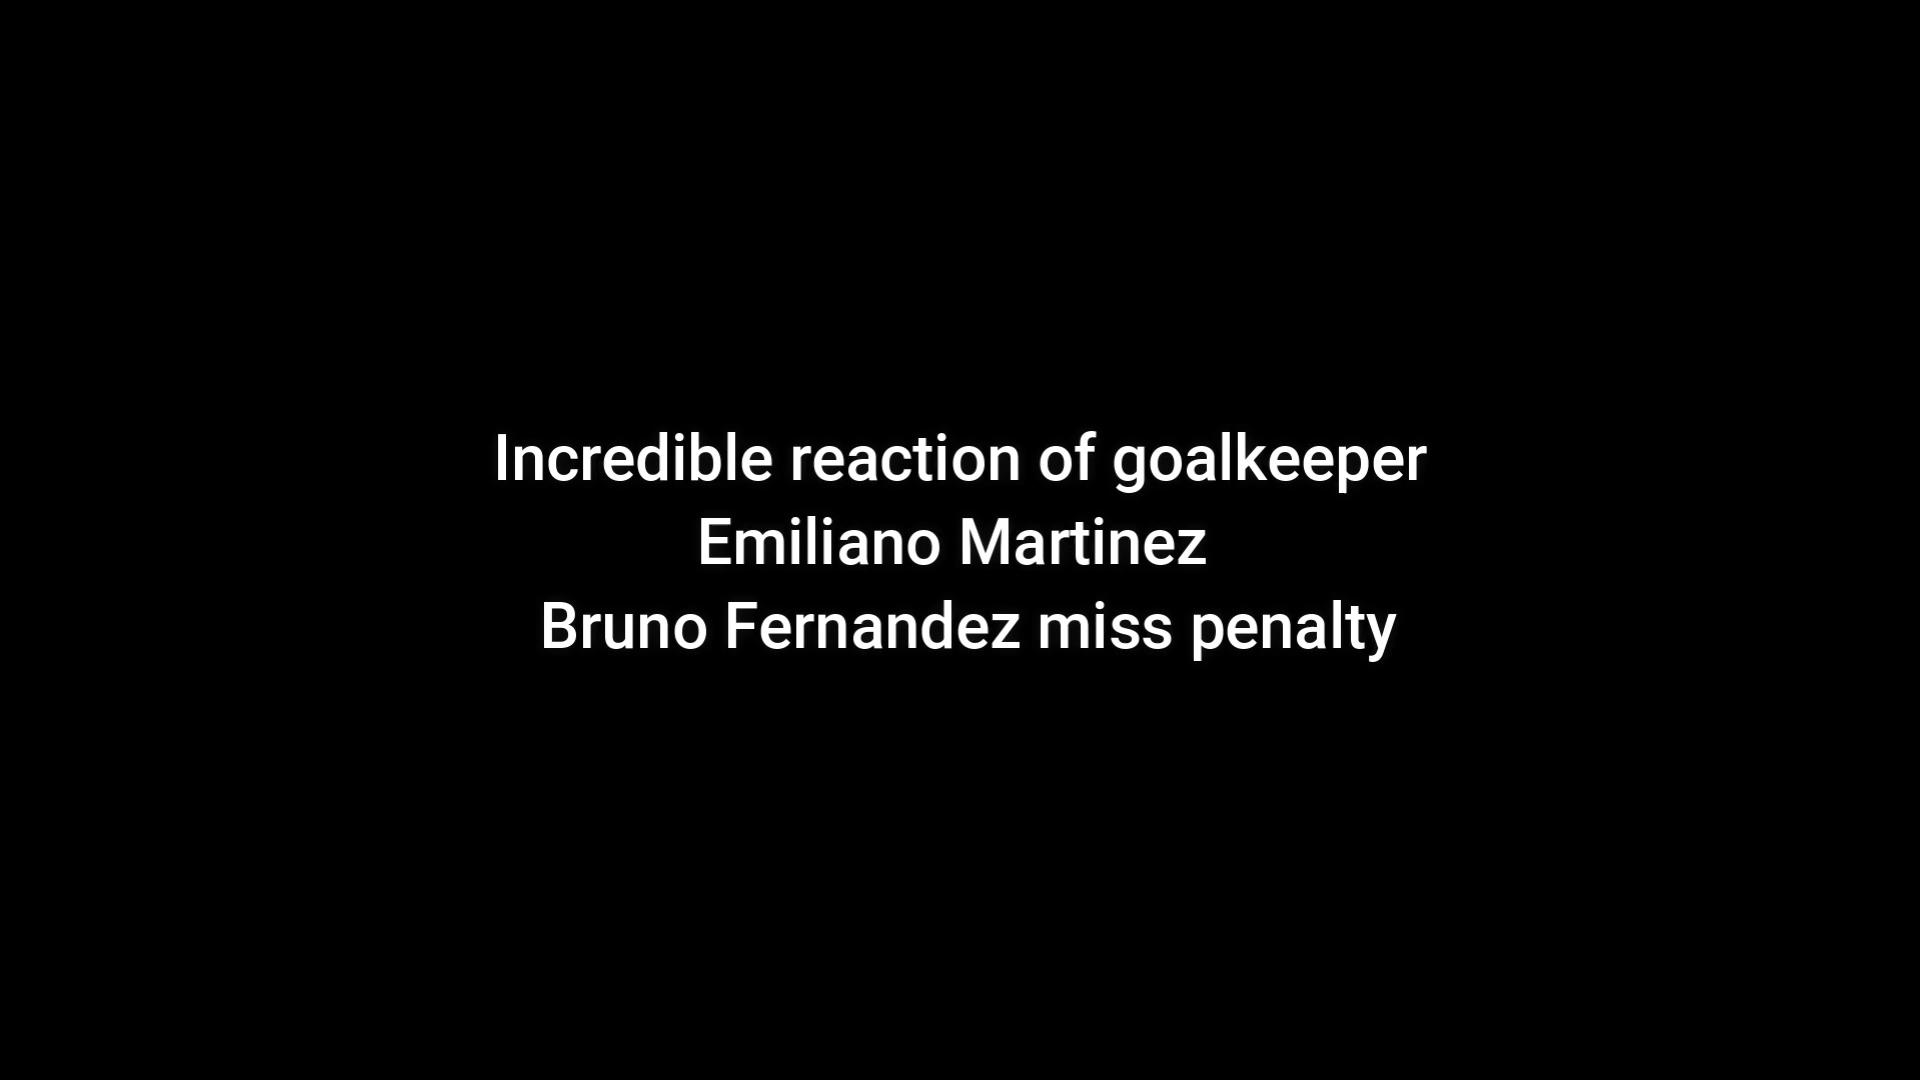 Incredible reaction of goalkeeper
Emiliano Martinez
Bruno Fernandez miss penalty